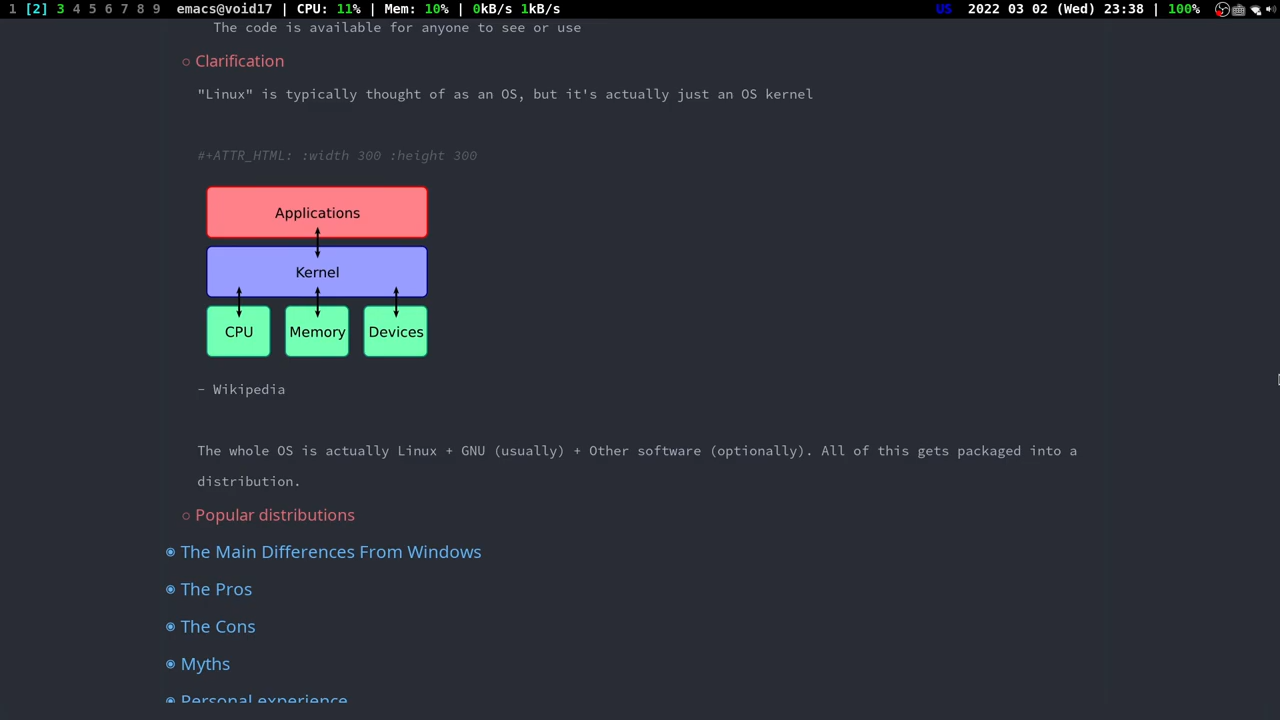 1 [2] 3 4 5 6 7 8 9 emacs@void17 | CPU: 11% | Mem: 10% | 0kB/s 1kB/s US 2022 03 02 (Wed) 23:38 | 100%
The code is available for anyone to see or use
Clarification
"Linux" is typically thought of as an OS, but it's actually just an OS kernel
#+ATTR_HTML: :width 300 :height 300
Applications
Kernel
CPU Memory Devices
- Wikipedia
The whole OS is actually Linux + GNU (usually) + Other software (optionally). All of this gets packaged into a
distribution.
Popular distributions
The Main Differences From Windows
The Pros
The Cons
Myths
Personal experience